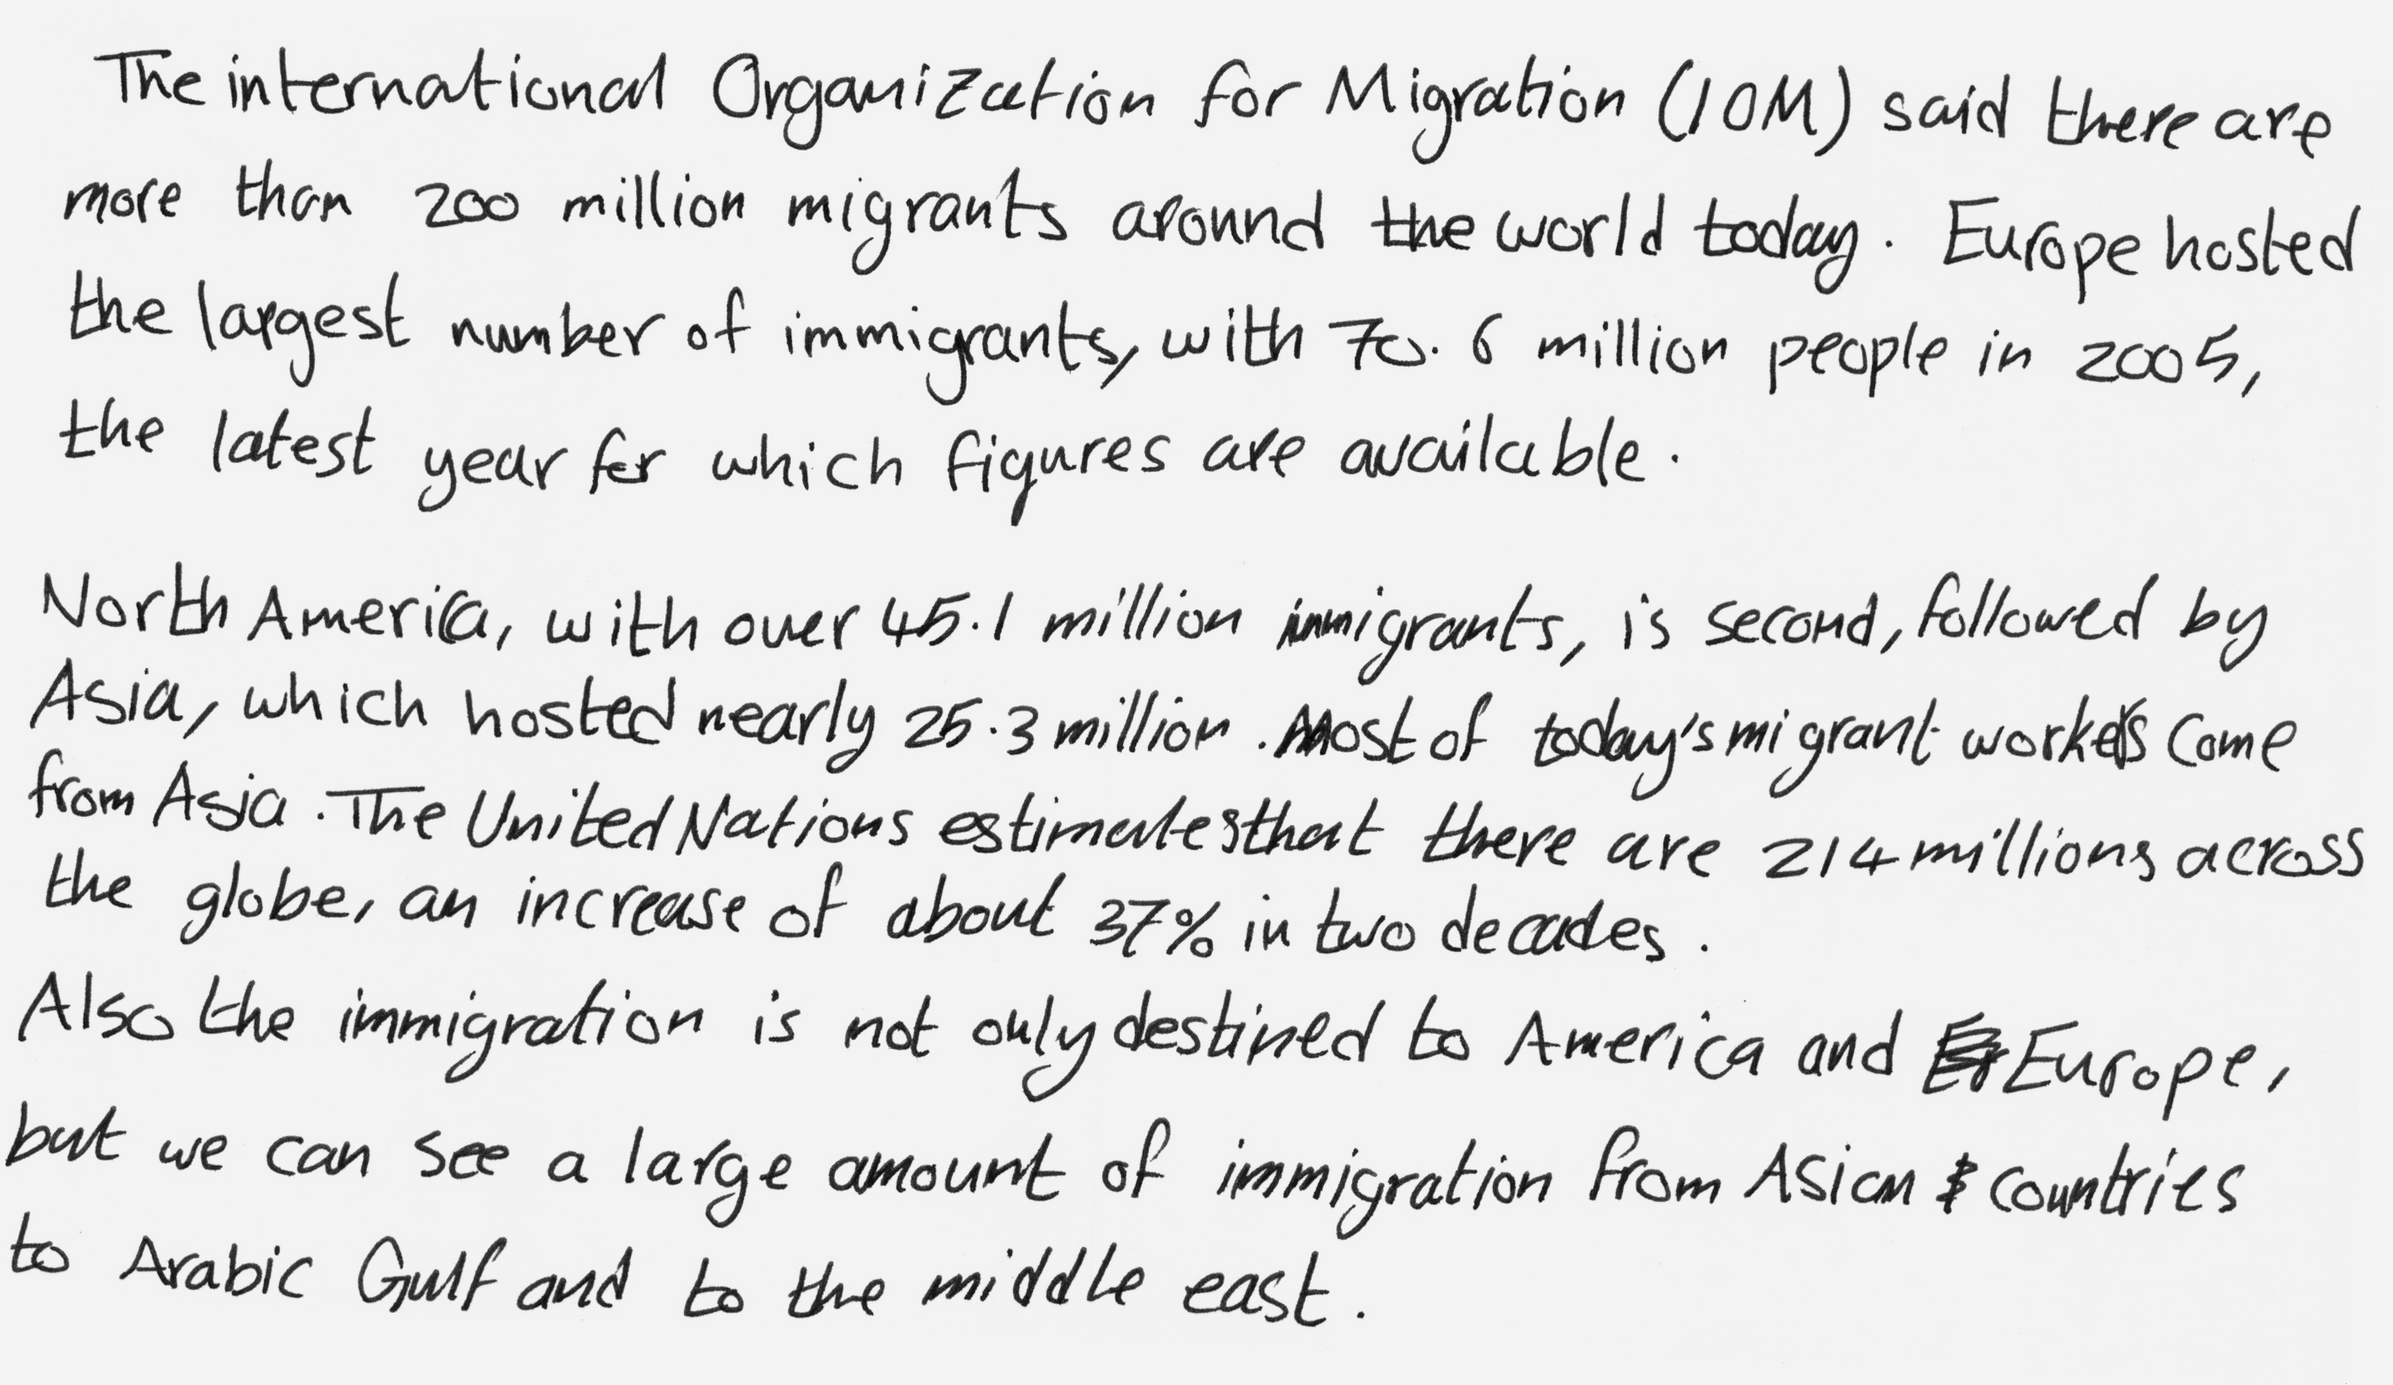 The international Organization for Migration (IOM) said there are
more than 200 million migrants around the world today. Europe hosted
the largest number of immigrants, with 70.6 million people in 2005,
the latest year for which figures are available.
North America, with over 45.1 million immigrants, is second, followed by
Asia, which hosted nearly 25.3 million. Most of today's migrant workers come
from Asia. The United Nations estimates that there are 214 millions across
the globe, an increase of about 37% in two decades.
Also the immigration is not only destined to America and Europe,
but we can see a large amount of immigration from Asian countries
to Arabic Gulf and to the middle east.